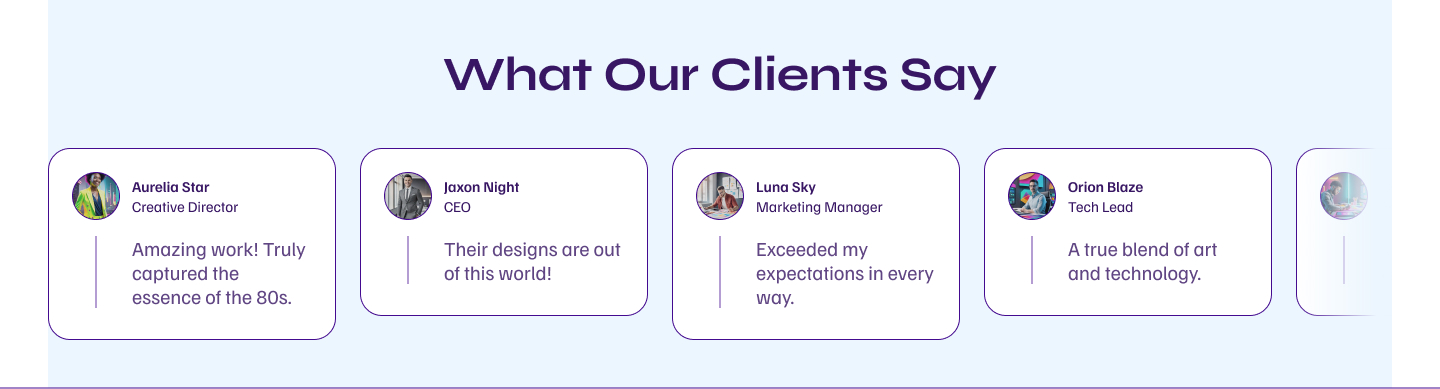 What Our Clients Say
Aurelia Star
Creative Director
Amazing work! Truly
captured the
essence of the 80s.
Jaxon Night
CEO
Their designs are out
of this world!
Luna Sky
Marketing Manager
Exceeded my
expectations in every
way.
Orion Blaze
Tech Lead
A true blend of art
and technology.